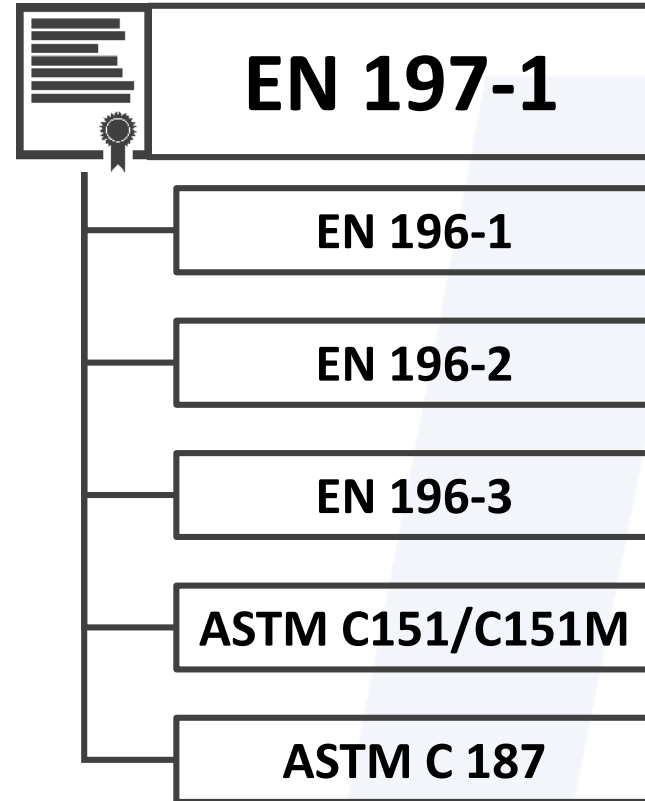 EN 197-1
EN 196-1
EN 196-2
EN 196-3
ASTM C151/C151M
ASTM C 187